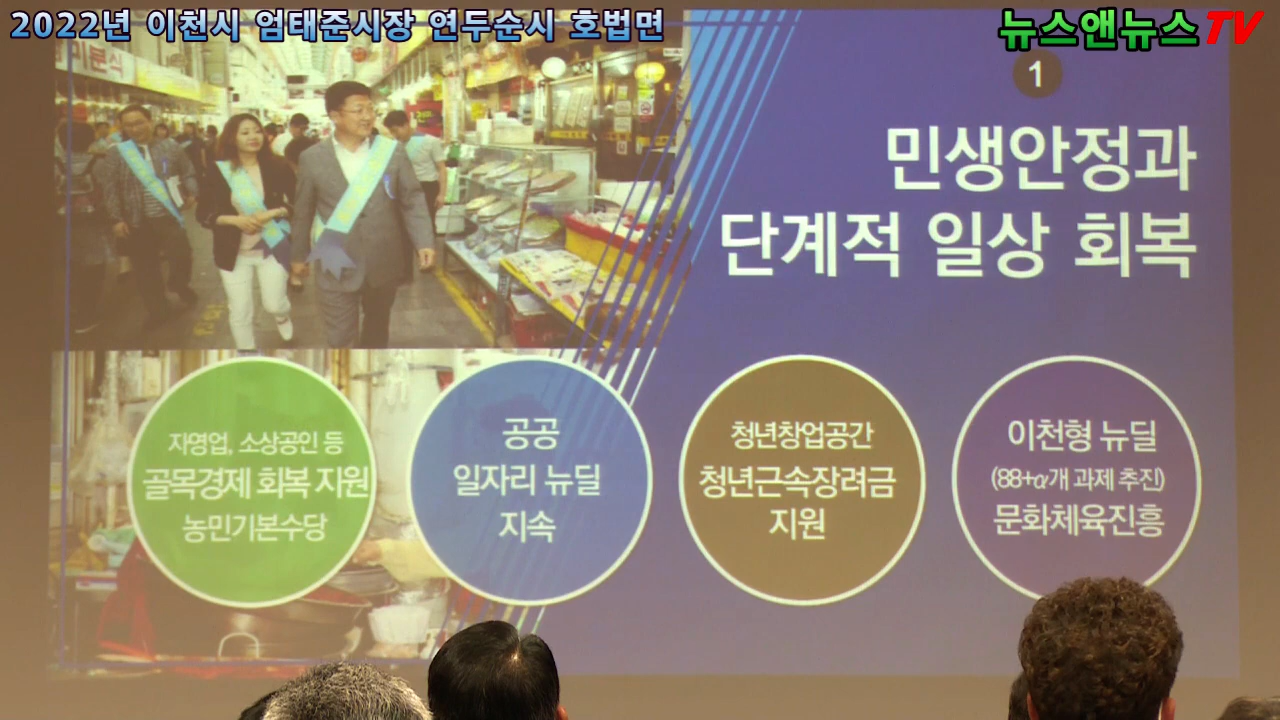 2022년 이천시 엄태준시장 연두순시 호법면
뉴스앤뉴스TV
1
민생안정과
단계적 일상 회복
자영업, 소상공인 등
골목경제 회복 지원
농민기본수당
공공
일자리 뉴딜
지속
청년창업공간
청년근속장려금
지원
이천형 뉴딜
(88+α개 과제 추진)
문화체육진흥